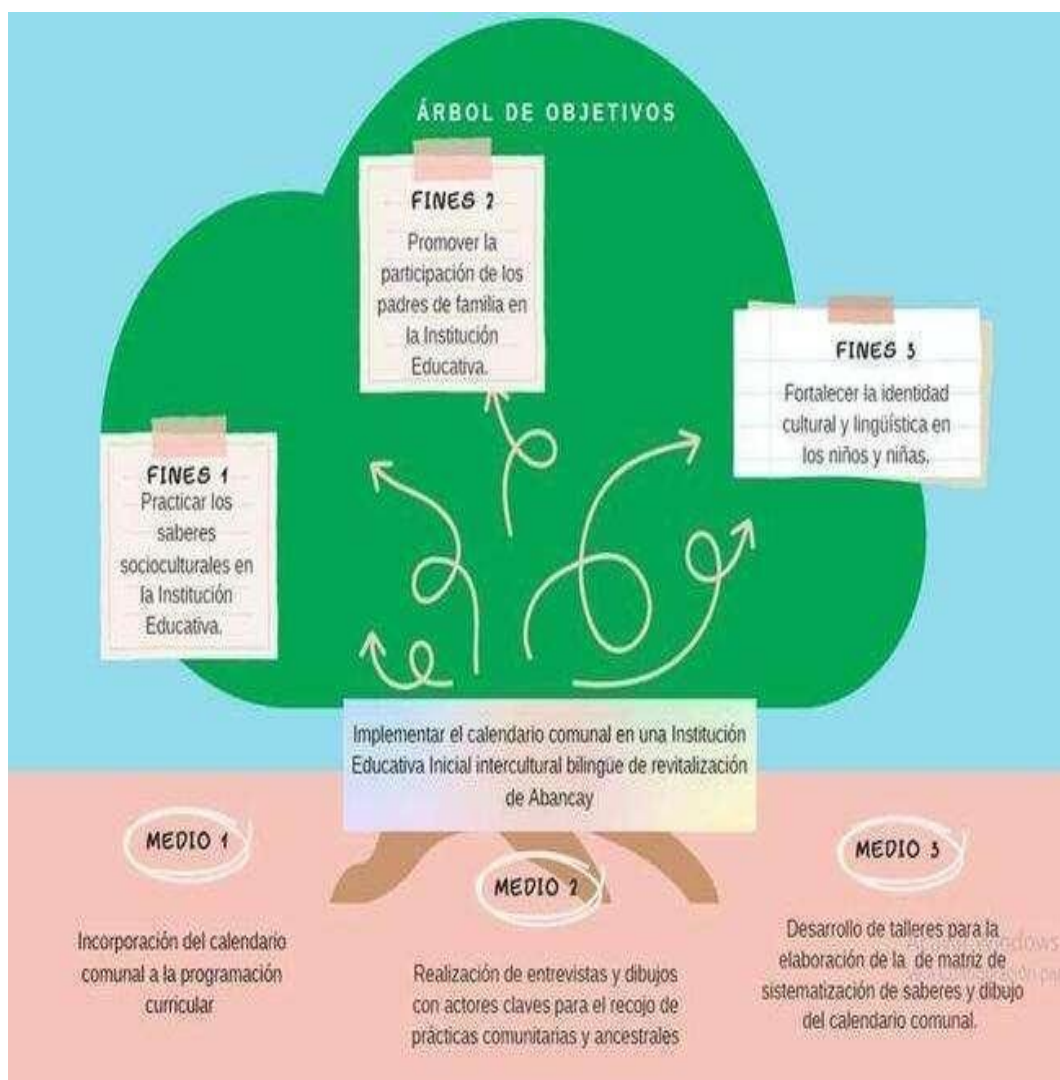 ÁRBOL DE OBJETIVOS
FINES 2
Promover la
participación de los
padres de familia en
la Institución
Educativa.
FINES 3
Fortalecer la identidad
cultural y lingüística en
los niños y niñas.
FINES 1
Practicar los
saberes
socioculturales en
la Institución
Educativa.
Implementar el calendario comunal en una Institución
Educativa Inicial intercultural bilingüe de revitalización
de Abancay
MEDIO 1
Incorporación del calendario
comunal a la programación
curricular
MEDIO 2
Realización de entrevistas y dibujos
con actores claves para el recojo de
prácticas comunitarias y ancestrales
MEDIO 3
Desarrollo de talleres para la
elaboración de la de matriz de
sistematización de saberes y dibujo
del calendario comunal.